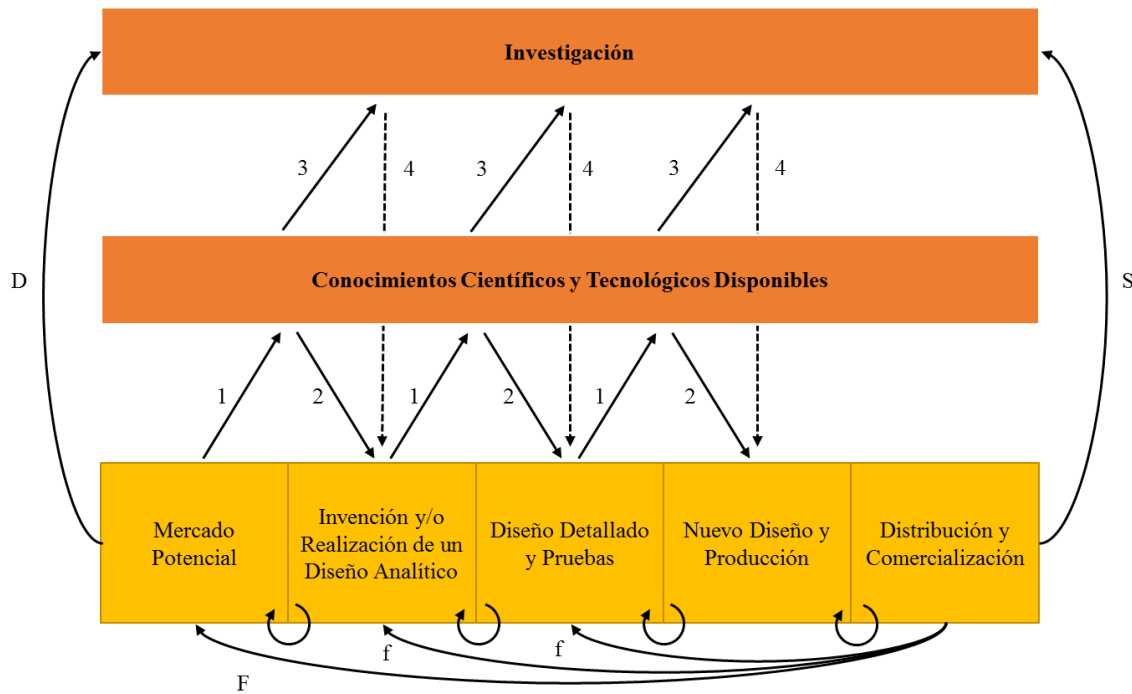 Investigación
3
4
3
4
3
4
D
S
Conocimientos Científicos y Tecnológicos Disponibles
1
2
1
2
1
2
Mercado
Potencial
Invención y/o
Realización de un
Diseño Analítico
Diseño Detallado
y Pruebas
Nuevo Diseño y
Producción
Distribución y
Comercialización
f
f
F